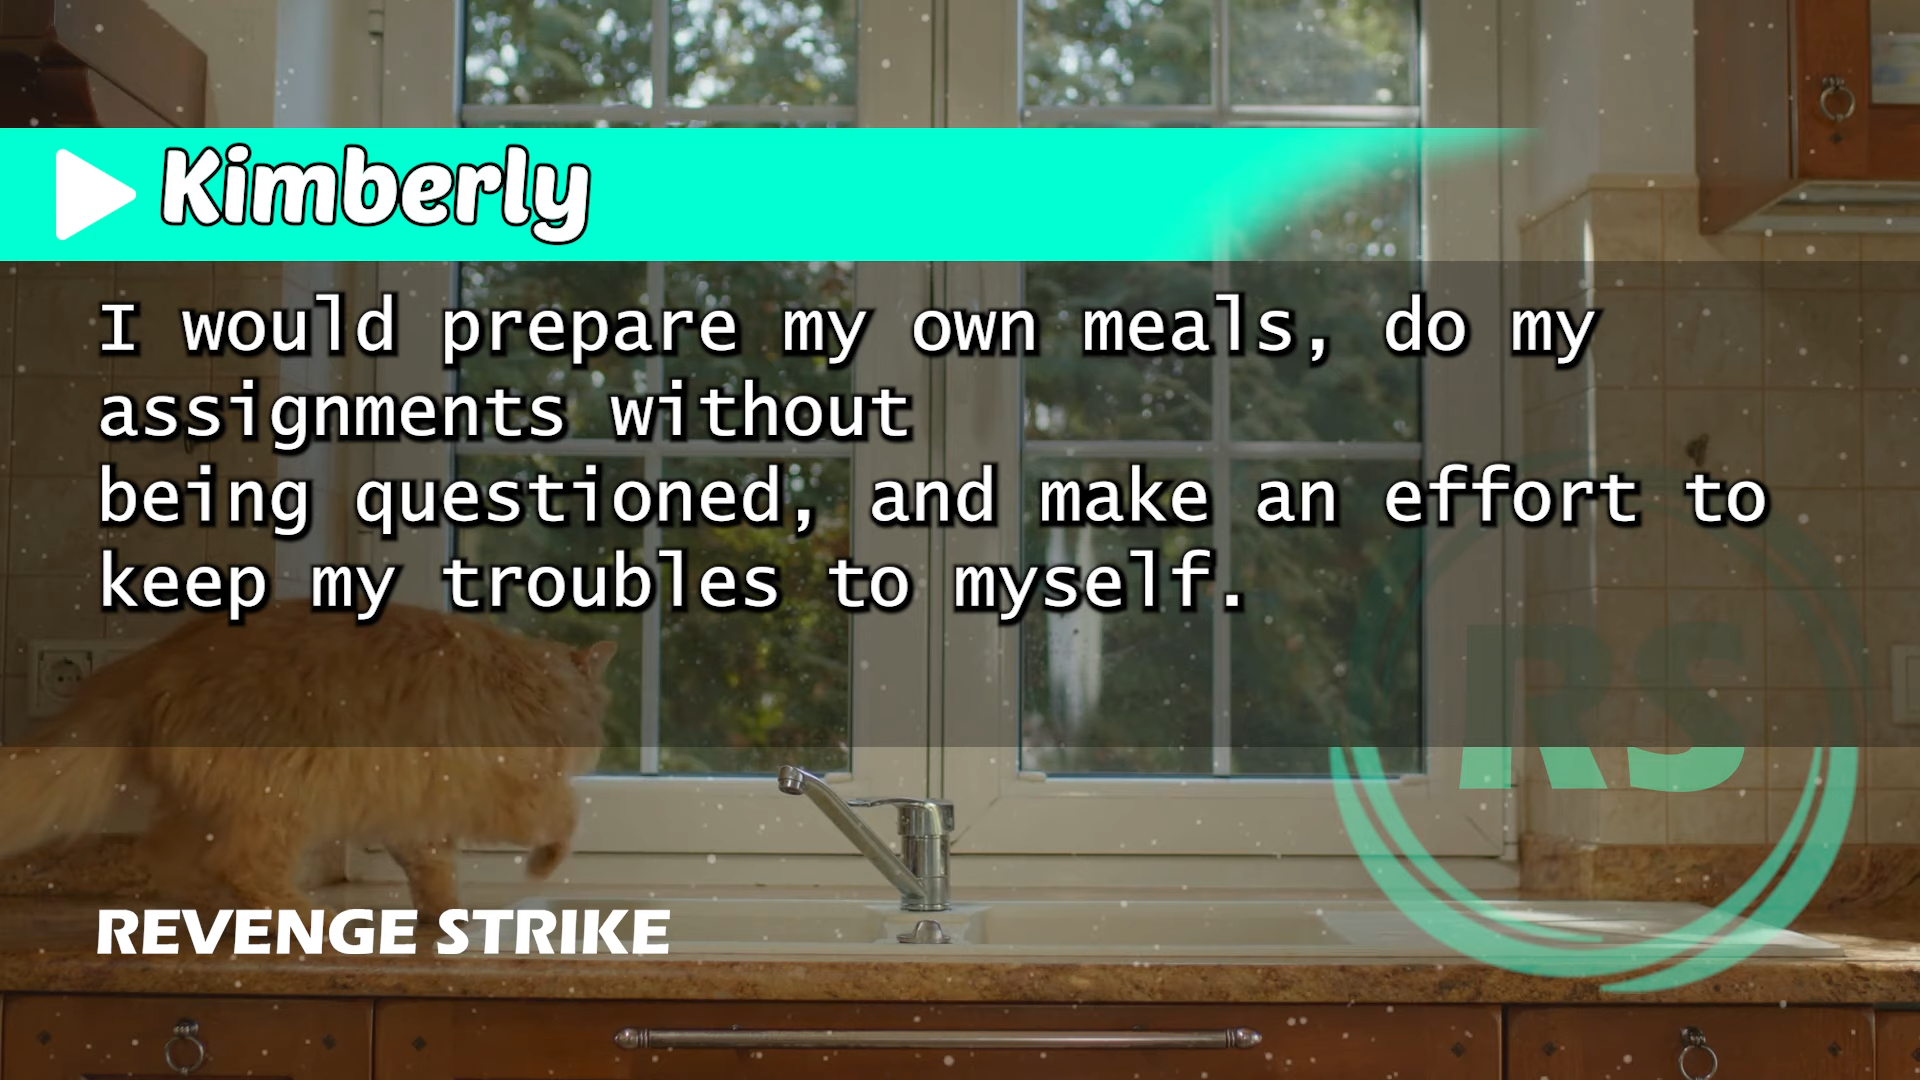 Kimberly
I would prepare my own meals, do my
assignments without
being questioned, and make an effort to
keep my troubles to myself.
RS
REVENGE STRIKE